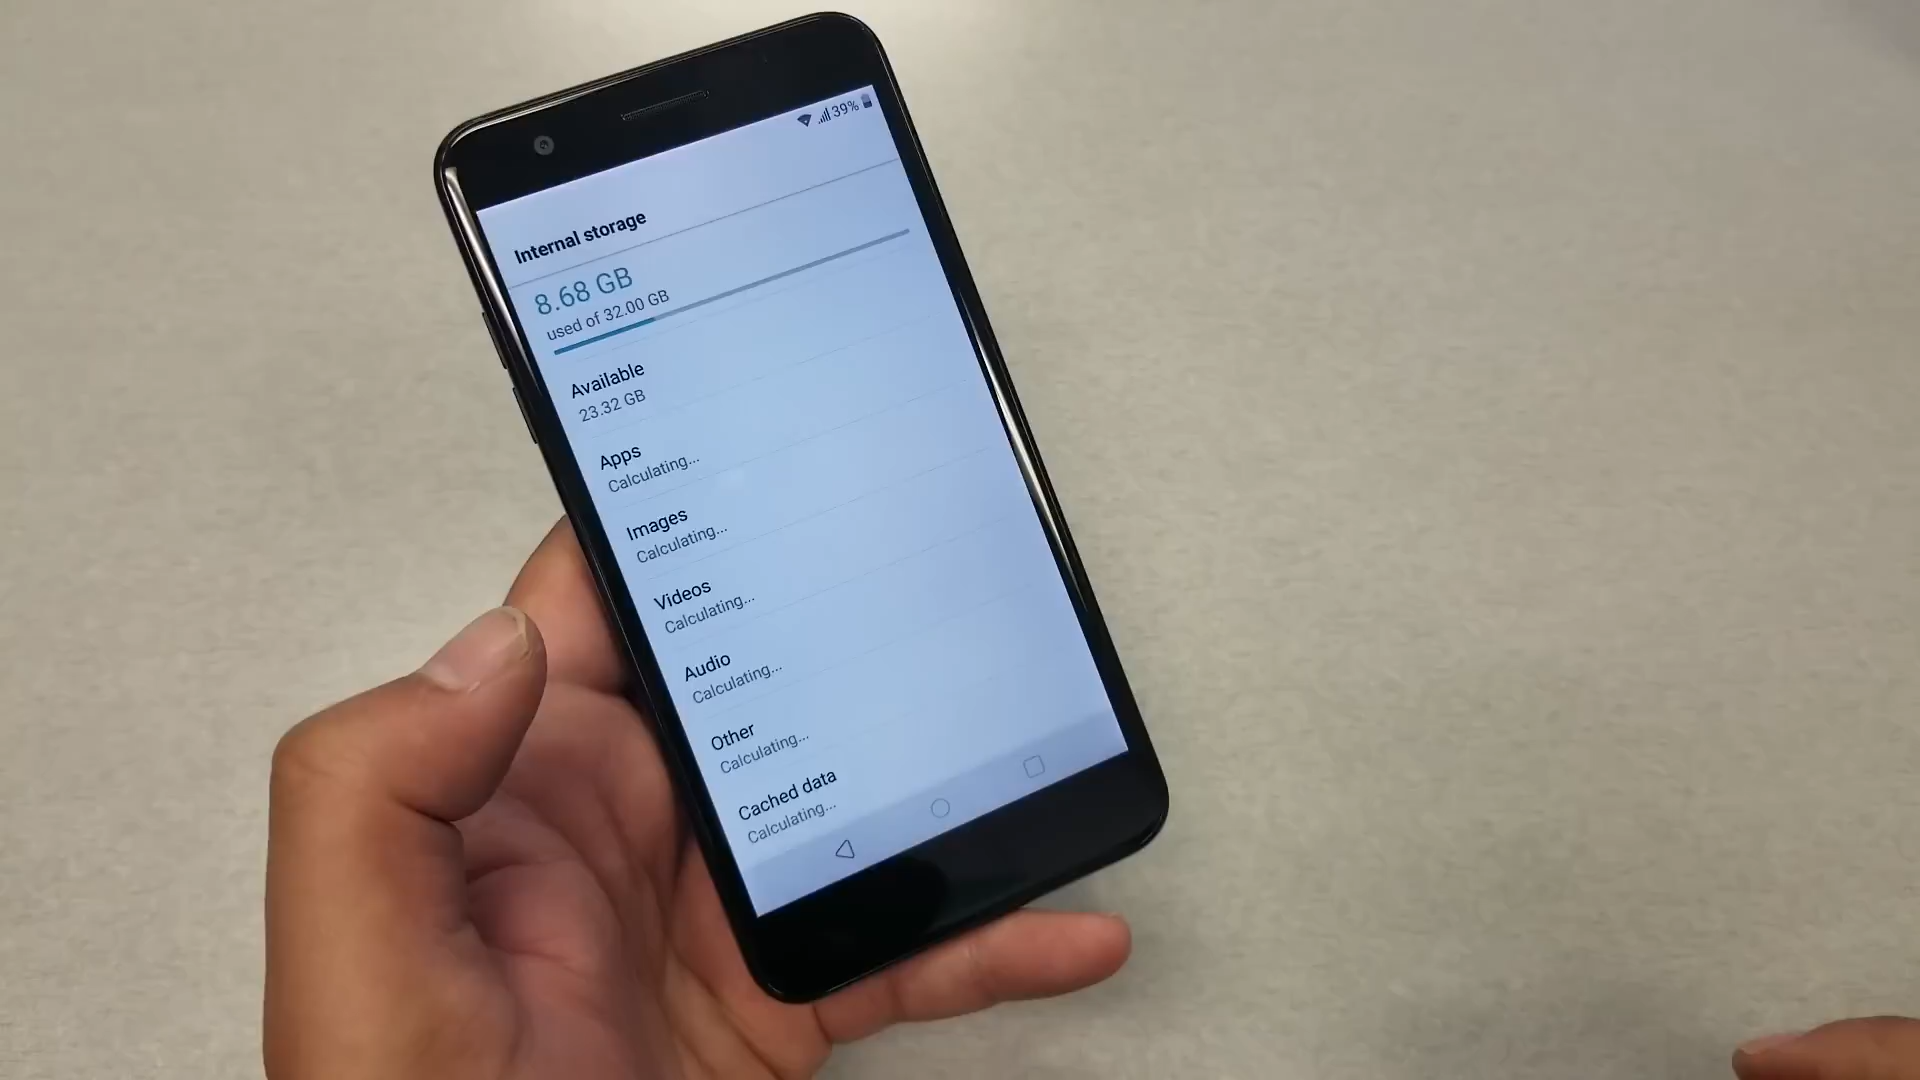 39%
Internal storage
8.68 GB
used of 32.00 GB
Available
23.32 GB
Apps
Calculating...
Images
Calculating...
Videos
Calculating...
Audio
Calculating...
Other
Calculating...
Cached data
Calculating...